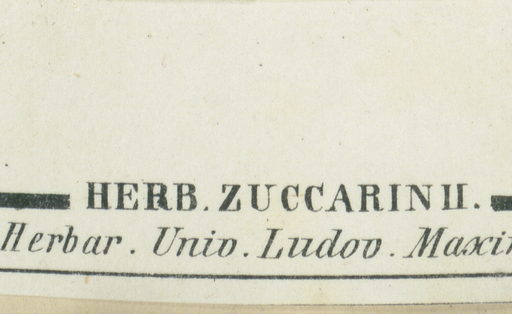 HERB. ZUCCARINII.
Herbar. Univ. Ludov. Maxim